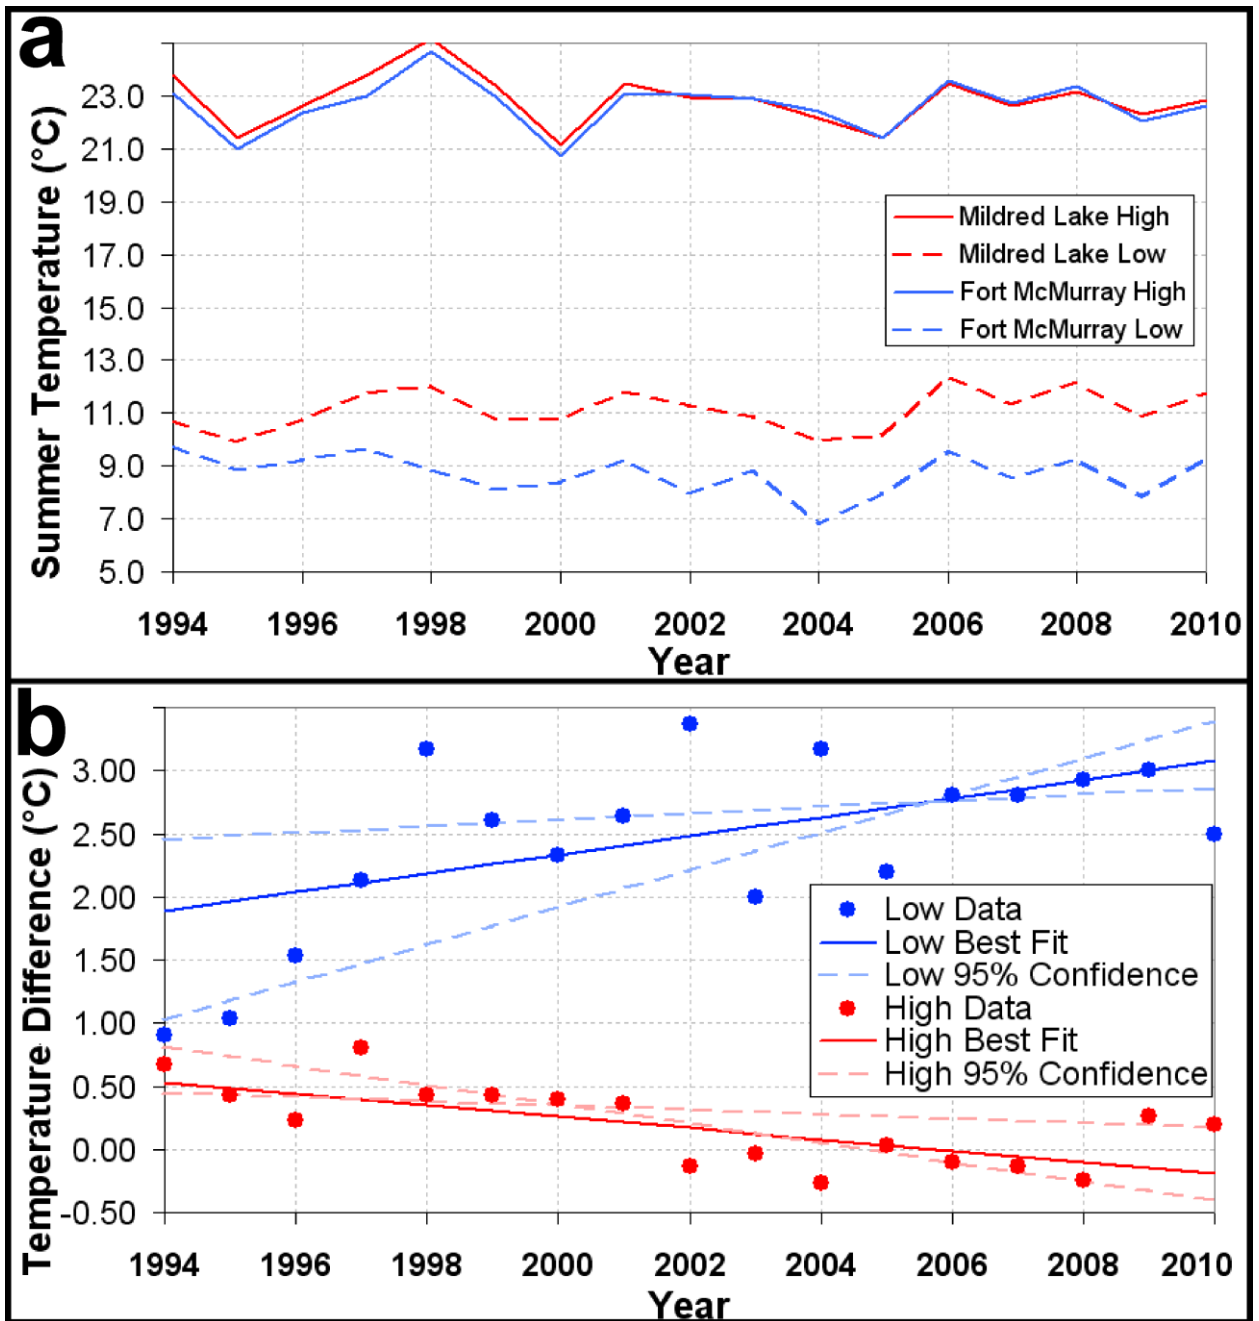 a
Summer Temperature (°C)
23.0
21.0
19.0
17.0
15.0
13.0
11.0
9.0
7.0
5.0
Mildred Lake High
Mildred Lake Low
Fort McMurray High
Fort McMurray Low
1994 1996 1998 2000 2002 2004 2006 2008 2010
Year
b
Temperature Difference (°C)
3.00
2.50
2.00
1.50
1.00
0.50
0.00
-0.50
Low Data
Low Best Fit
Low 95% Confidence
High Data
High Best Fit
High 95% Confidence
1994 1996 1998 2000 2002 2004 2006 2008 2010
Year